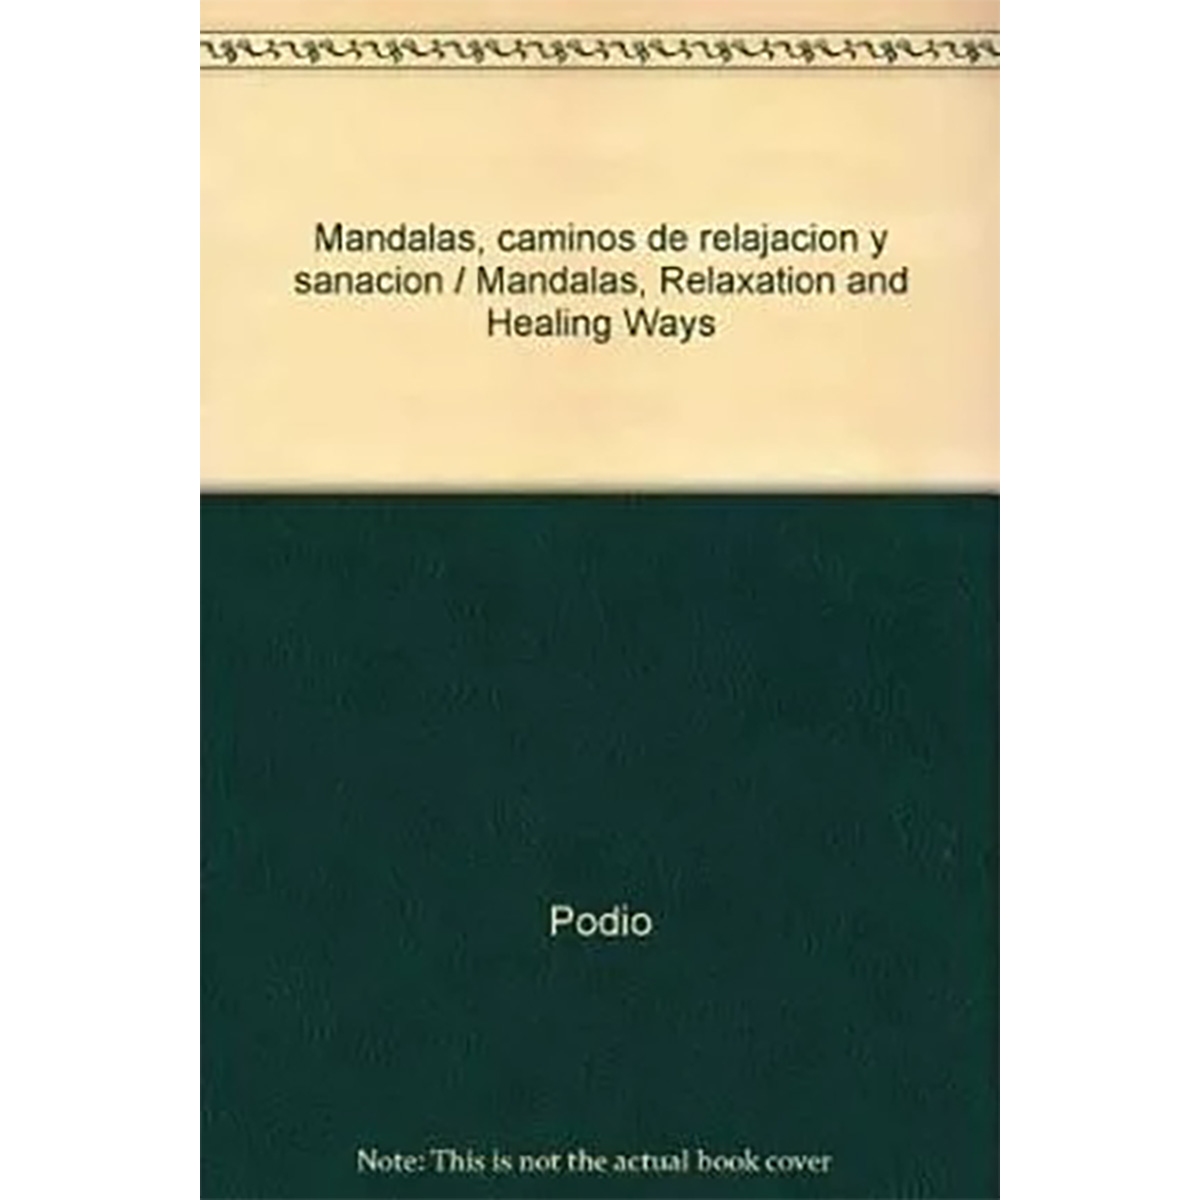 Mandalas, caminos de relajacion y
sanacion / Mandalas, Relaxation and
Healing Ways
Podio
Note: This is not the actual book cover